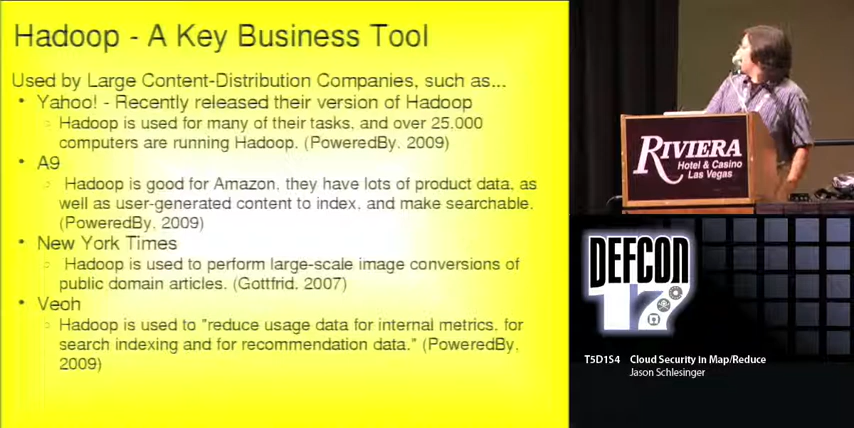 Hadoop - A Key Business Tool
Used by Large Content-Distribution Companies, such as...
• Yahoo! - Recently released their version of Hadoop
Hadoop is used for many of their tasks, and over 25,000
computers are running Hadoop. (PoweredBy, 2009)
• A9
Hadoop is good for Amazon, they have lots of product data, as
well as user-generated content to index, and make searchable.
(PoweredBy, 2009)
• New York Times
Hadoop is used to perform large-scale image conversions of
public domain articles. (Gottfrid, 2007)
• Veoh
Hadoop is used to "reduce usage data for internal metrics, for
search indexing and for recommendation data." (PoweredBy,
2009)
RIVIERA
Hotel & Casino
Las Vegas
DEFCON
17
T5D1S4 Cloud Security in Map/Reduce
Jason Schlesinger